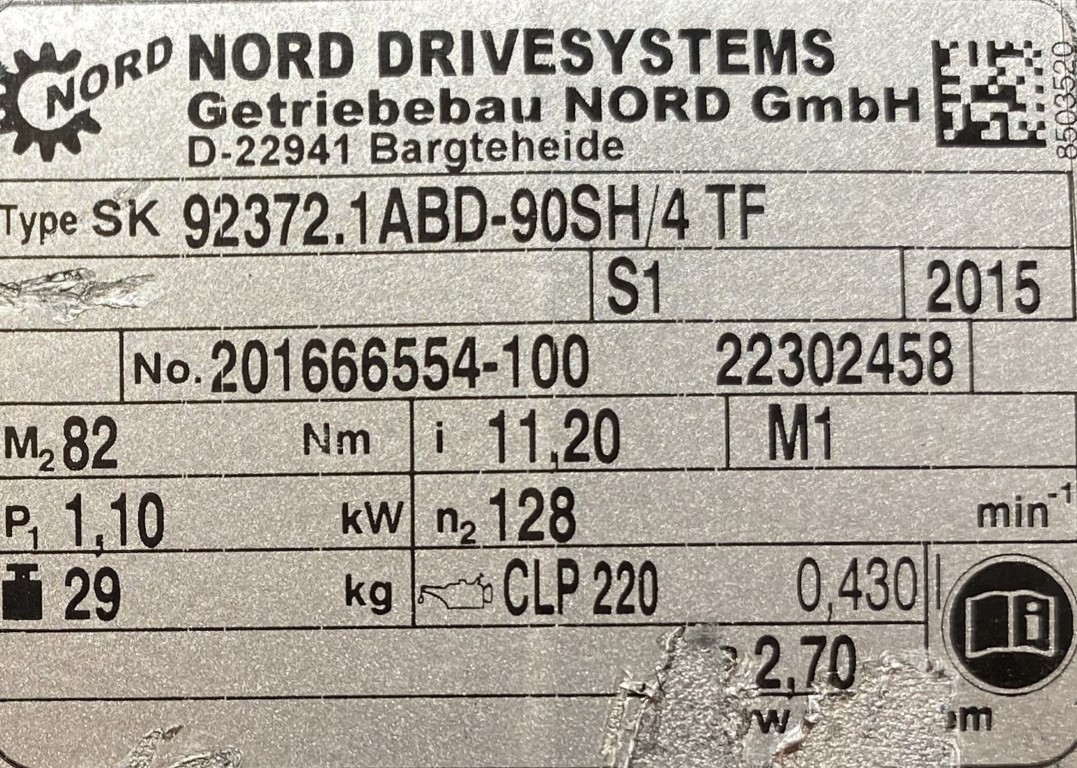 NORD
NORD DRIVESYSTEMS
Getriebebau NORD GmbH
D-22941 Bargteheide
8503520
Type SK 92372.1ABD-90SH/4 TF
S1 2015
No. 201666554-100 22302458
M2 82 Nm i 11,20 M1
P1 1,10 kW n2 128 min-1
29 kg CLP 220 0,430 l
2,70